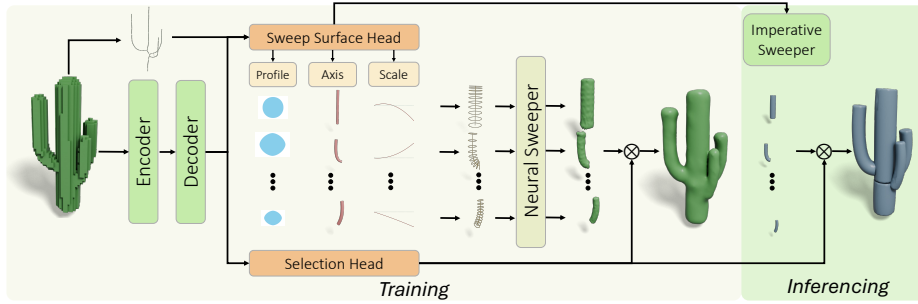 Sweep Surface Head
Imperative
Sweeper
Profile
Axis
Scale
Encoder
Decoder
Neural Sweeper
Selection Head
Training
Inferencing